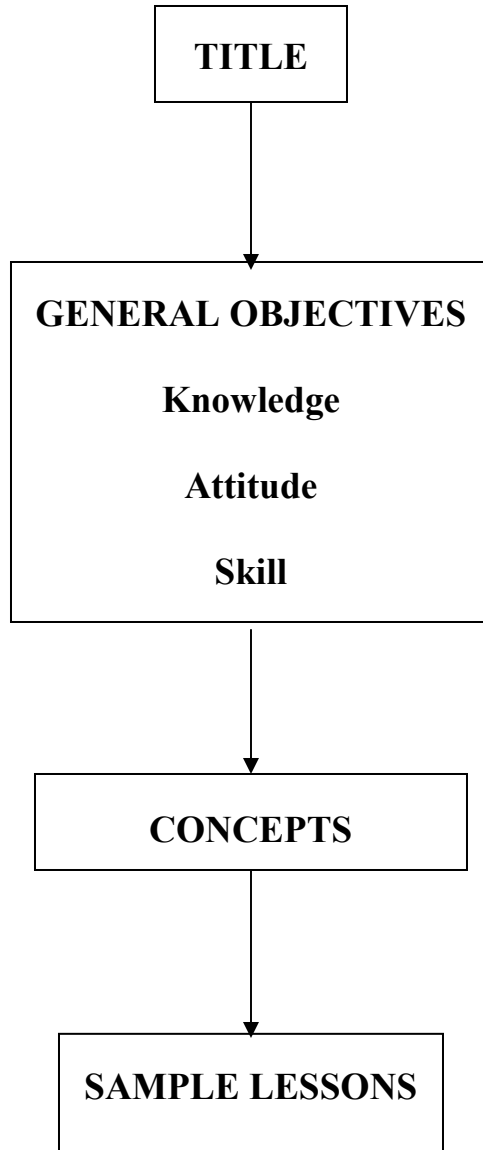 TITLE
GENERAL OBJECTIVES
Knowledge
Attitude
Skill
CONCEPTS
SAMPLE LESSONS